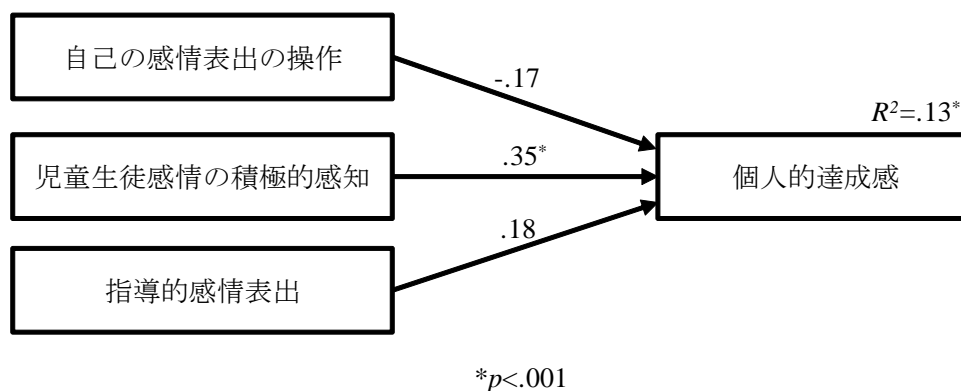 自己の感情表出の操作
-.17
R²=.13*
児童生徒感情の積極的感知
.35*
個人的達成感
.18
指導的感情表出
*p<.001